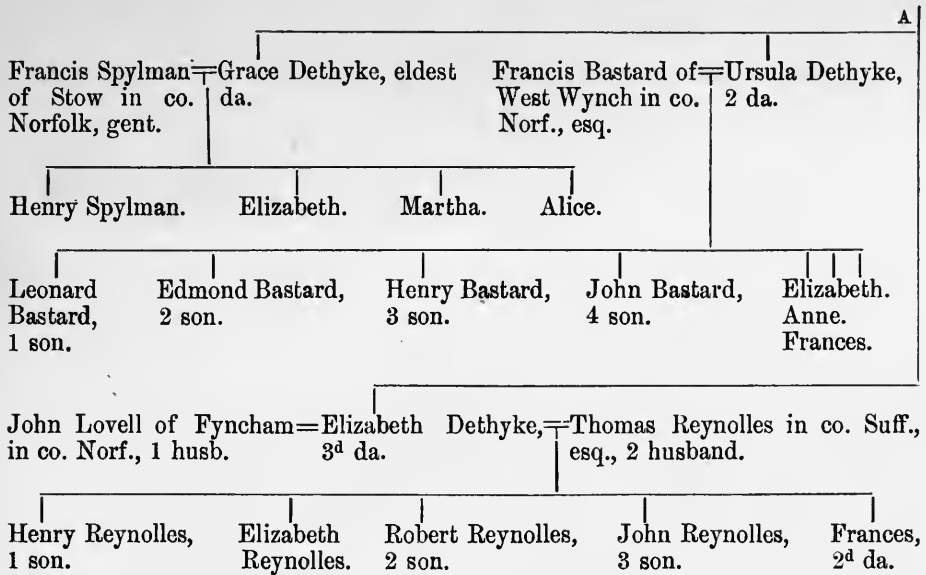 A
Francis Spylman=Grace Dethyke, eldest
of Stow in co. da.
Norfolk, gent.
Francis Bastard of=Ursula Dethyke,
West Wynch in co. 2 da.
Norf., esq.
Henry Spylman. Elizabeth. Martha. Alice.
Leonard
Bastard,
1 son.
Edmond Bastard,
2 son.
Henry Bastard,
3 son.
John Bastard,
4 son.
Elizabeth.
Anne.
Frances.
John Lovell of Fyncham=Elizabeth Dethyke,=Thomas Reynolles in co. Suff.,
in co. Norf., 1 husb. 3d da. esq., 2 husband.
Henry Reynolles,
1 son.
Elizabeth
Reynolles.
Robert Reynolles,
2 son.
John Reynolles,
3 son.
Frances,
2d da.